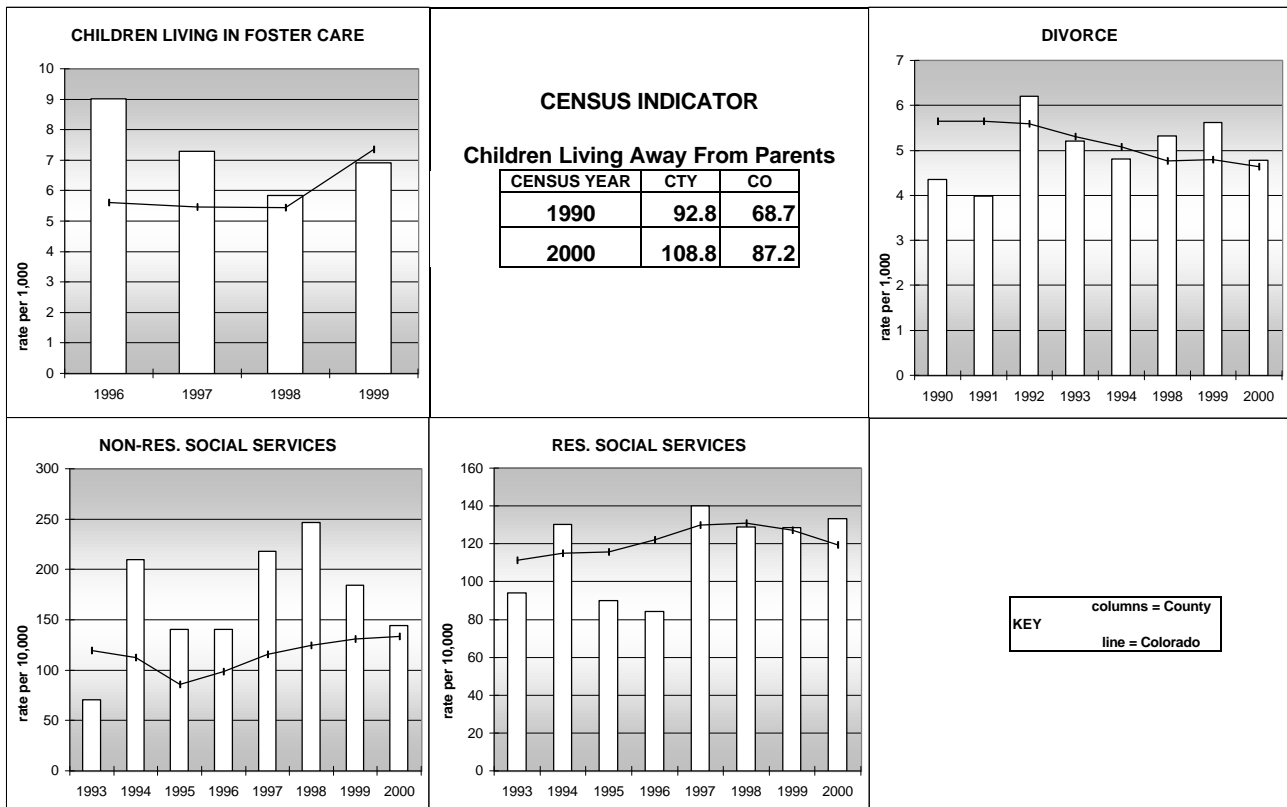 CHILDREN LIVING IN FOSTER CARE
10
9
8
7
6
5
4
3
2
1
0
rate per 1,000
1996 1997 1998 1999
CENSUS INDICATOR
Children Living Away From Parents
CENSUS YEAR CTY CO
1990 92.8 68.7
2000 108.8 87.2
DIVORCE
7
6
5
4
3
2
1
0
rate per 1,000
1990 1991 1992 1993 1994 1998 1999 2000
NON-RES. SOCIAL SERVICES
300
250
200
150
100
50
0
rate per 10,000
1993 1994 1995 1996 1997 1998 1999 2000
RES. SOCIAL SERVICES
160
140
120
100
80
60
40
20
0
rate per 10,000
1993 1994 1995 1996 1997 1998 1999 2000
columns = County
KEY
line = Colorado